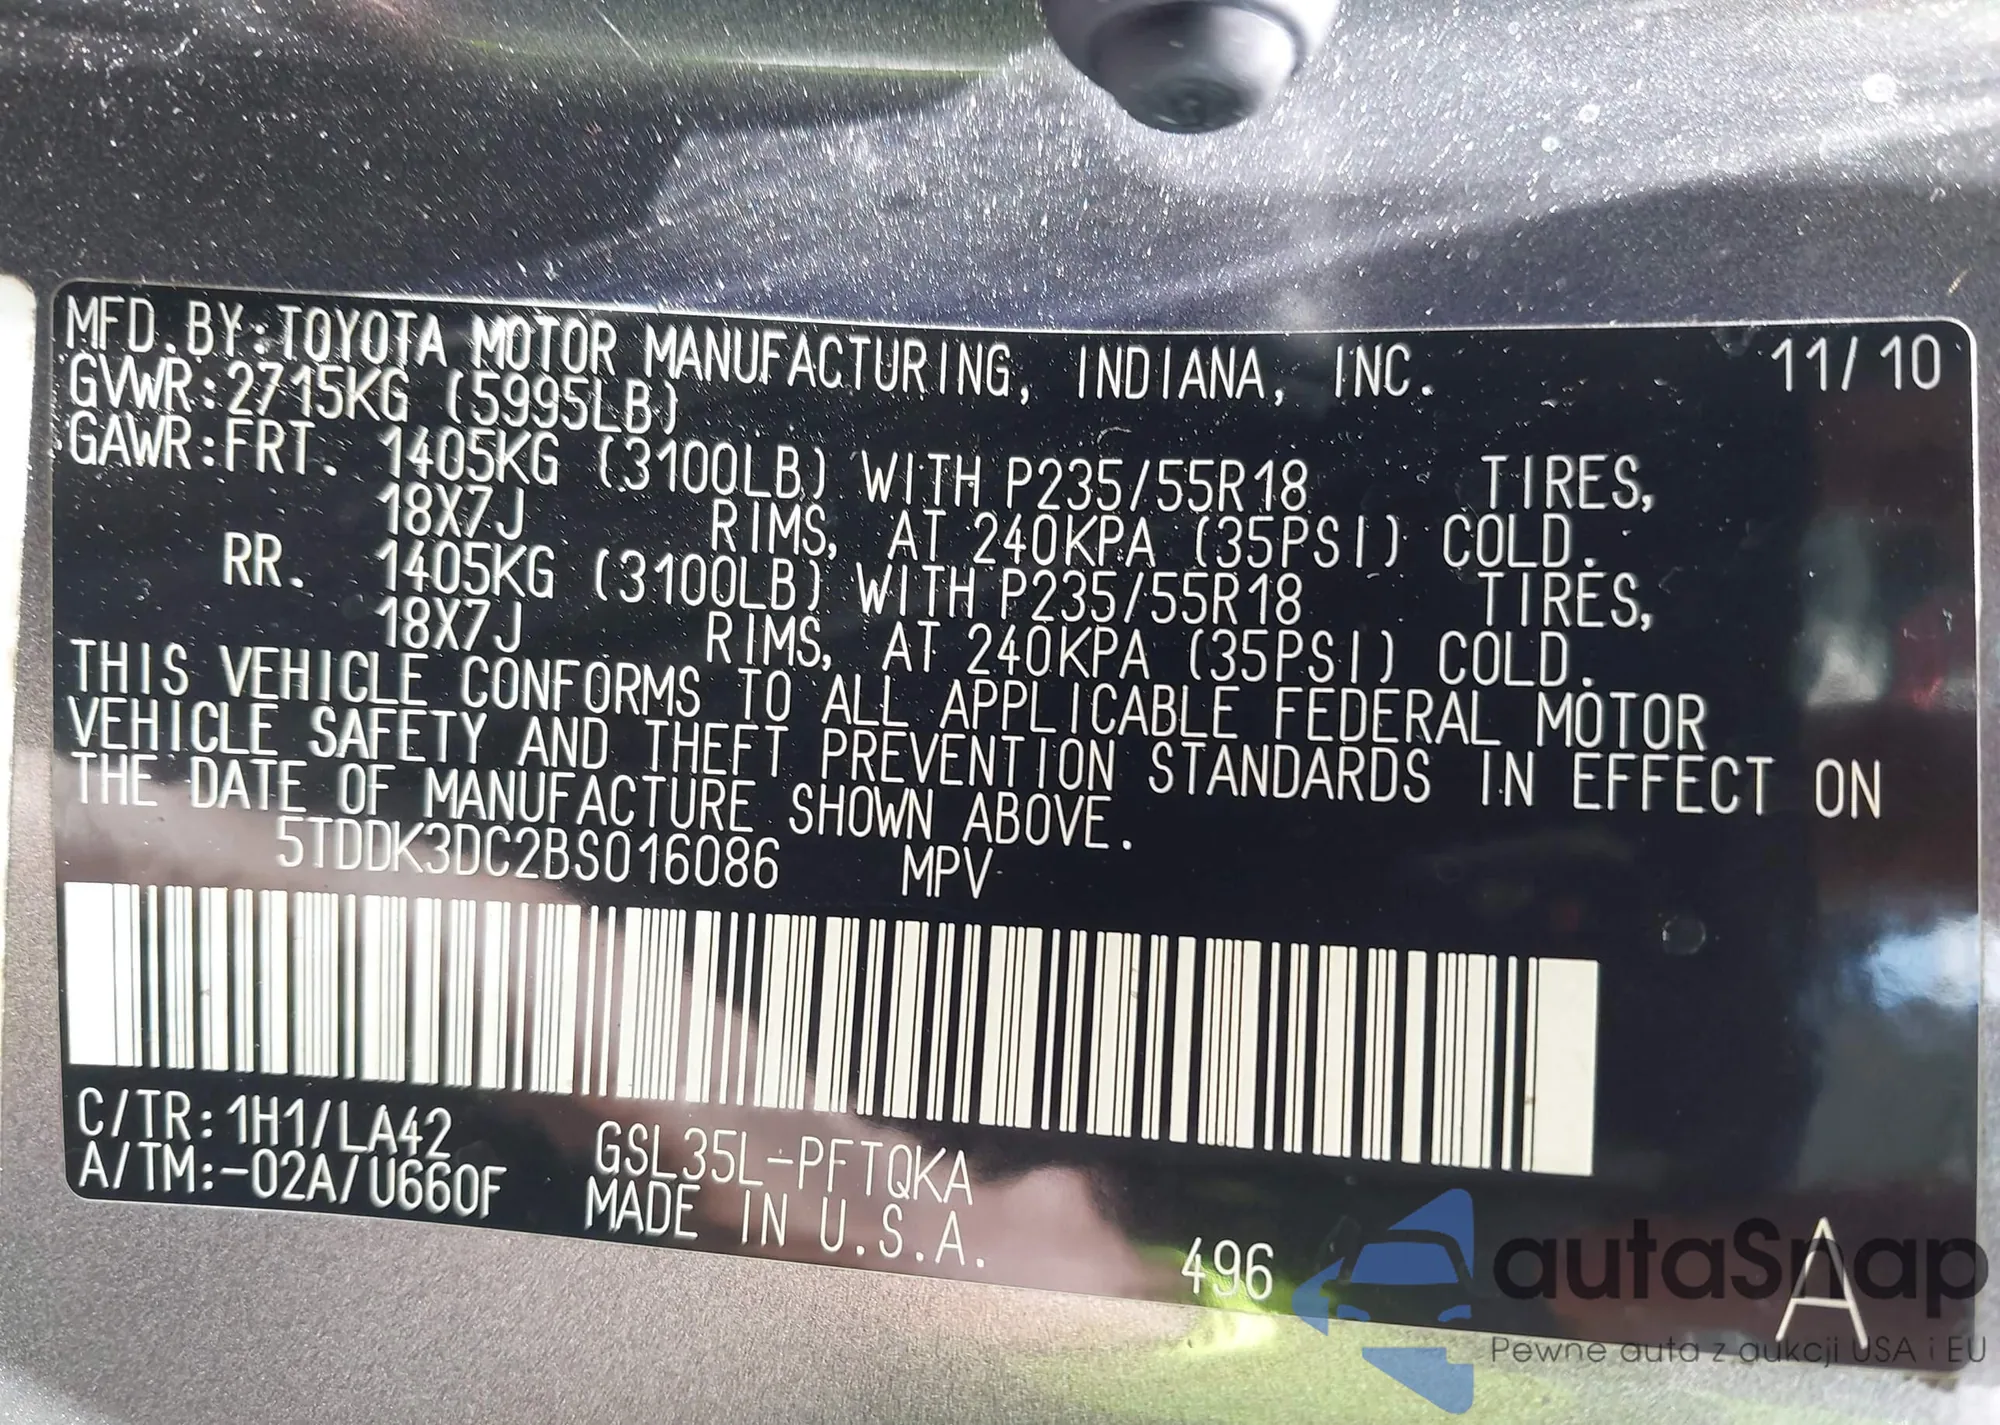 MFD.BY:TOYOTA MOTOR MANUFACTURING, INDIANA, INC. 11/10
GVWR:2715KG (5995LB)
GAWR:FRT. 1405KG (3100LB) WITH P235/55R18 TIRES,
18X7J RIMS, AT 240KPA (35PSI) COLD.
RR. 1405KG (3100LB) WITH P235/55R18 TIRES,
18X7J RIMS, AT 240KPA (35PSI) COLD.
THIS VEHICLE CONFORMS TO ALL APPLICABLE FEDERAL MOTOR
VEHICLE SAFETY AND THEFT PREVENTION STANDARDS IN EFFECT ON
THE DATE OF MANUFACTURE SHOWN ABOVE.
5TDDK3DC2BS016086 MPV
C/TR:1H1/LA42 GSL35L-PFTQKA
A/TM:-02A/U660F MADE IN U.S.A.
496 A
autaSnap
Pewne auta z aukcji USA i EU